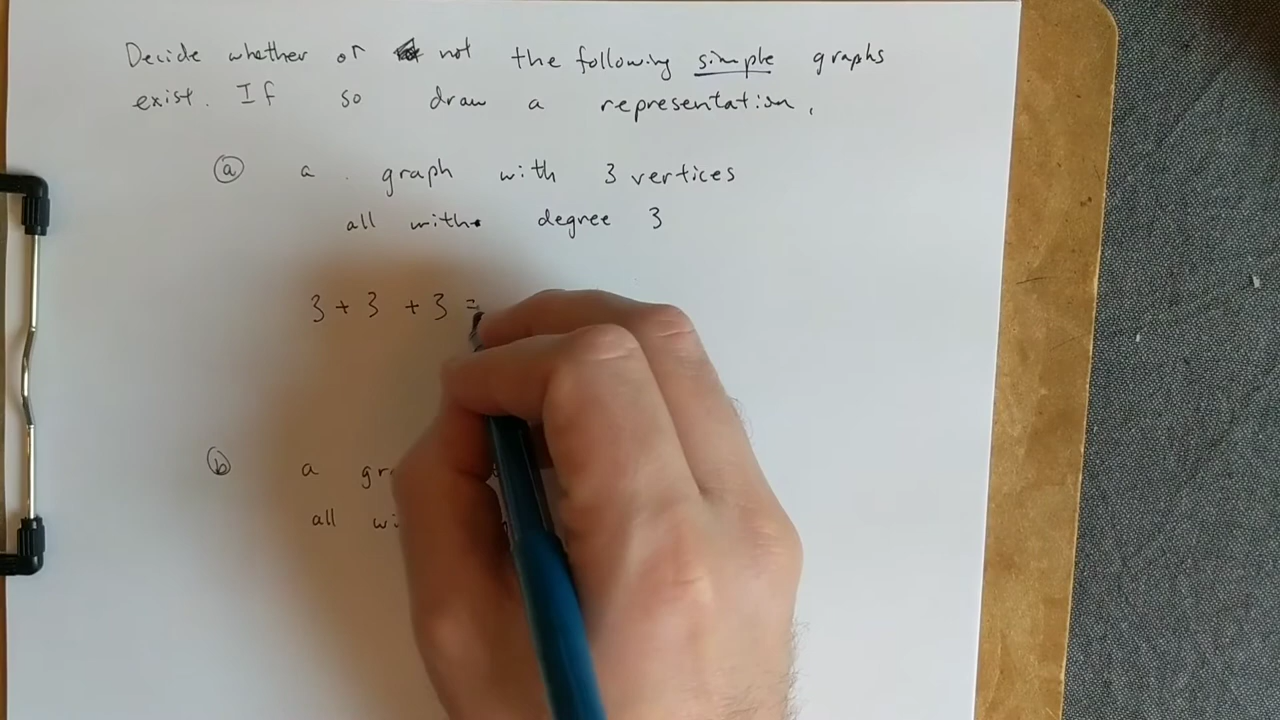 Decide whether or not the following simple graphs
exist. If so draw a representation.
ⓐ a graph with 3 vertices
all with degree 3
3 + 3 + 3 =
ⓑ a
all